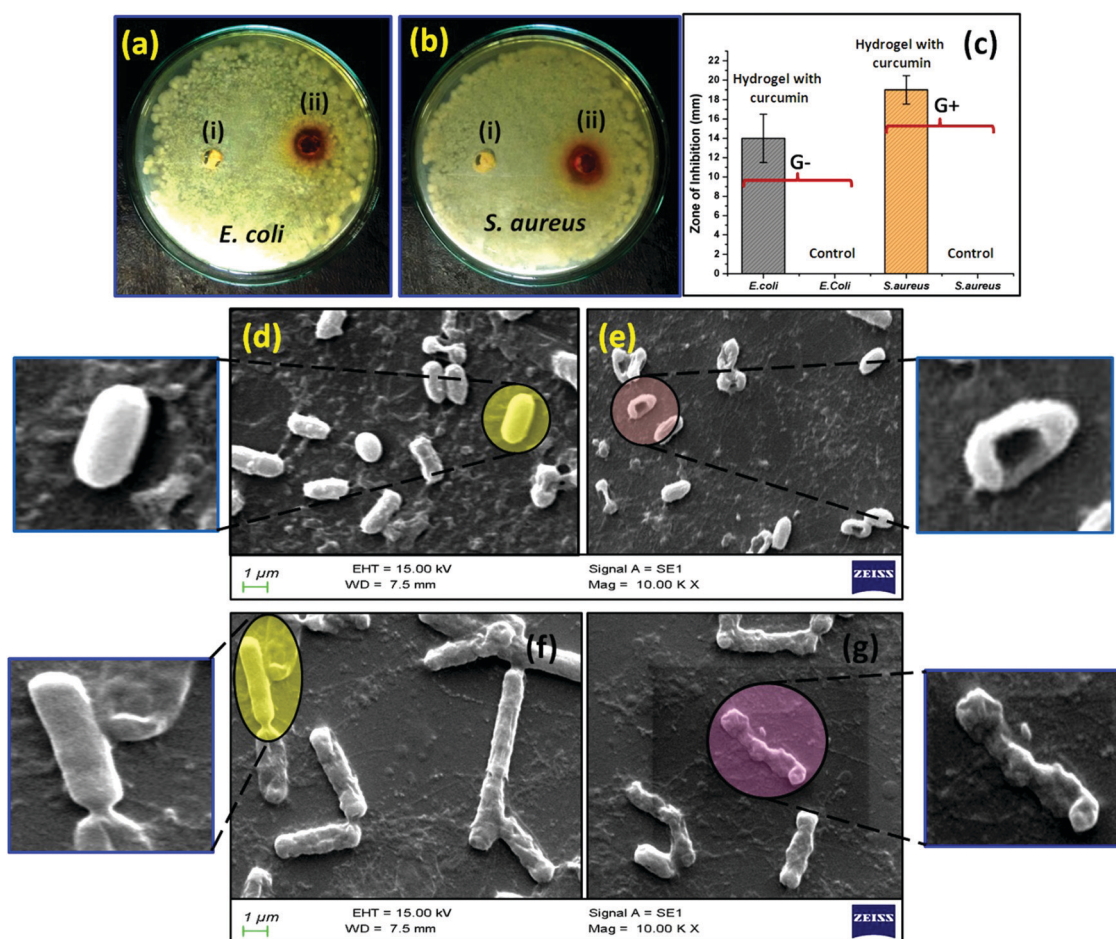 (a)
(i)
(ii)
E. coli
(b)
(i)
(ii)
S. aureus
(c)
Zone of Inhibition (mm)
22
20
18
16
14
12
10
8
6
4
2
0
Hydrogel with
curcumin
Hydrogel with
curcumin
G-
G+
Control
Control
E.coli
E.Coli
S.aureus
S.aureus
(d)
(e)
1 µm
EHT = 15.00 kV
WD = 7.5 mm
Signal A = SE1
Mag = 10.00 K X
ZEISS
(f)
(g)
1 µm
EHT = 15.00 kV
WD = 7.5 mm
Signal A = SE1
Mag = 10.00 K X
ZEISS